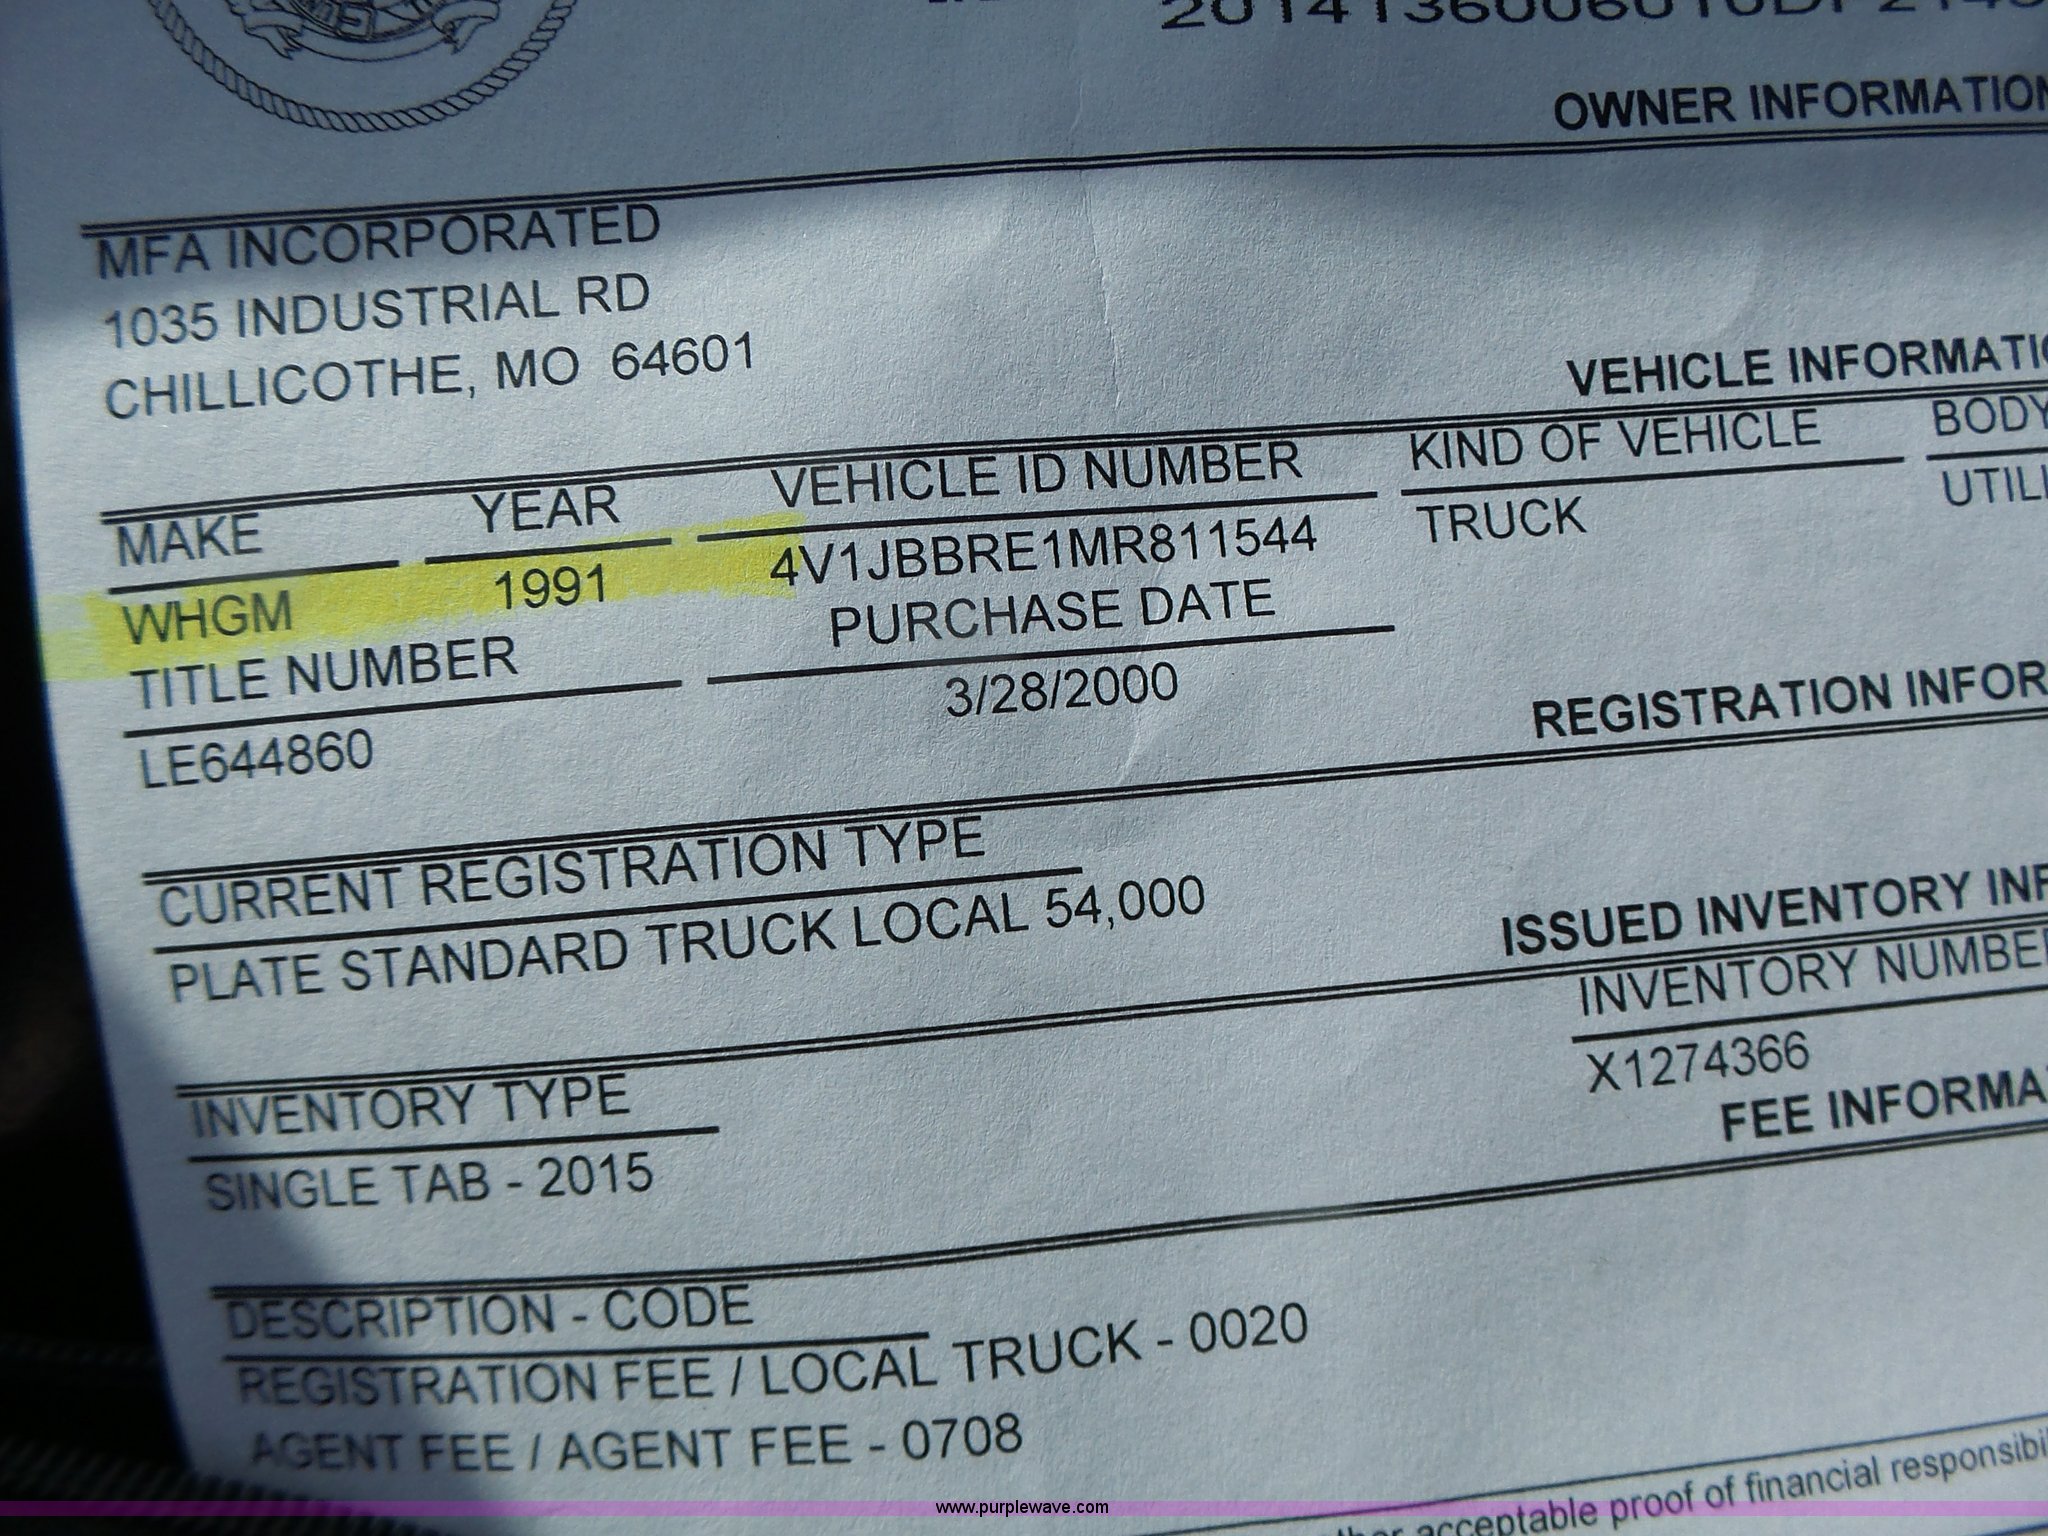 OWNER INFORMATION
MFA INCORPORATED
1035 INDUSTRIAL RD
CHILLICOTHE, MO 64601
VEHICLE INFORMATIO
MAKE YEAR VEHICLE ID NUMBER KIND OF VEHICLE BODY
WHGM 1991 4V1JBBRE1MR811544 TRUCK UTILI
TITLE NUMBER PURCHASE DATE
LE644860 3/28/2000
REGISTRATION INFOR
CURRENT REGISTRATION TYPE
PLATE STANDARD TRUCK LOCAL 54,000
ISSUED INVENTORY INF
INVENTORY TYPE INVENTORY NUMBE
SINGLE TAB - 2015 X1274366
FEE INFORMA
DESCRIPTION - CODE
REGISTRATION FEE / LOCAL TRUCK - 0020
AGENT FEE / AGENT FEE - 0708
acceptable proof of financial responsibi
www.purplewave.com